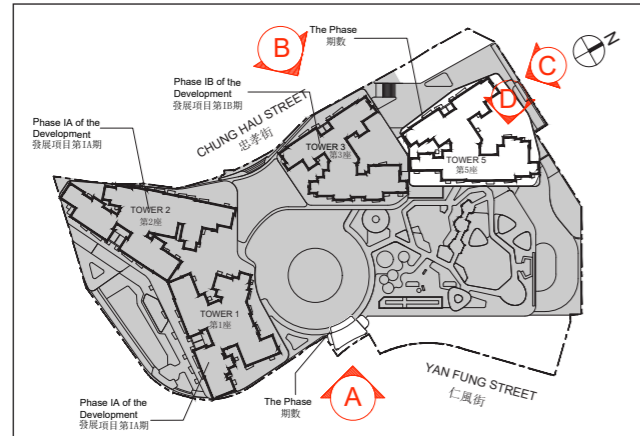 B
The Phase
期數
N
C
Phase IB of the
Development
發展項目第IB期
D
CHUNG HAU STREET
忠孝街
Phase IA of the
Development
發展項目第IA期
TOWER 3
第3座
TOWER 5
第5座
TOWER 2
第2座
TOWER 1
第1座
The Phase
期數
A
YAN FUNG STREET
仁風街
Phase IA of the
Development
發展項目第IA期